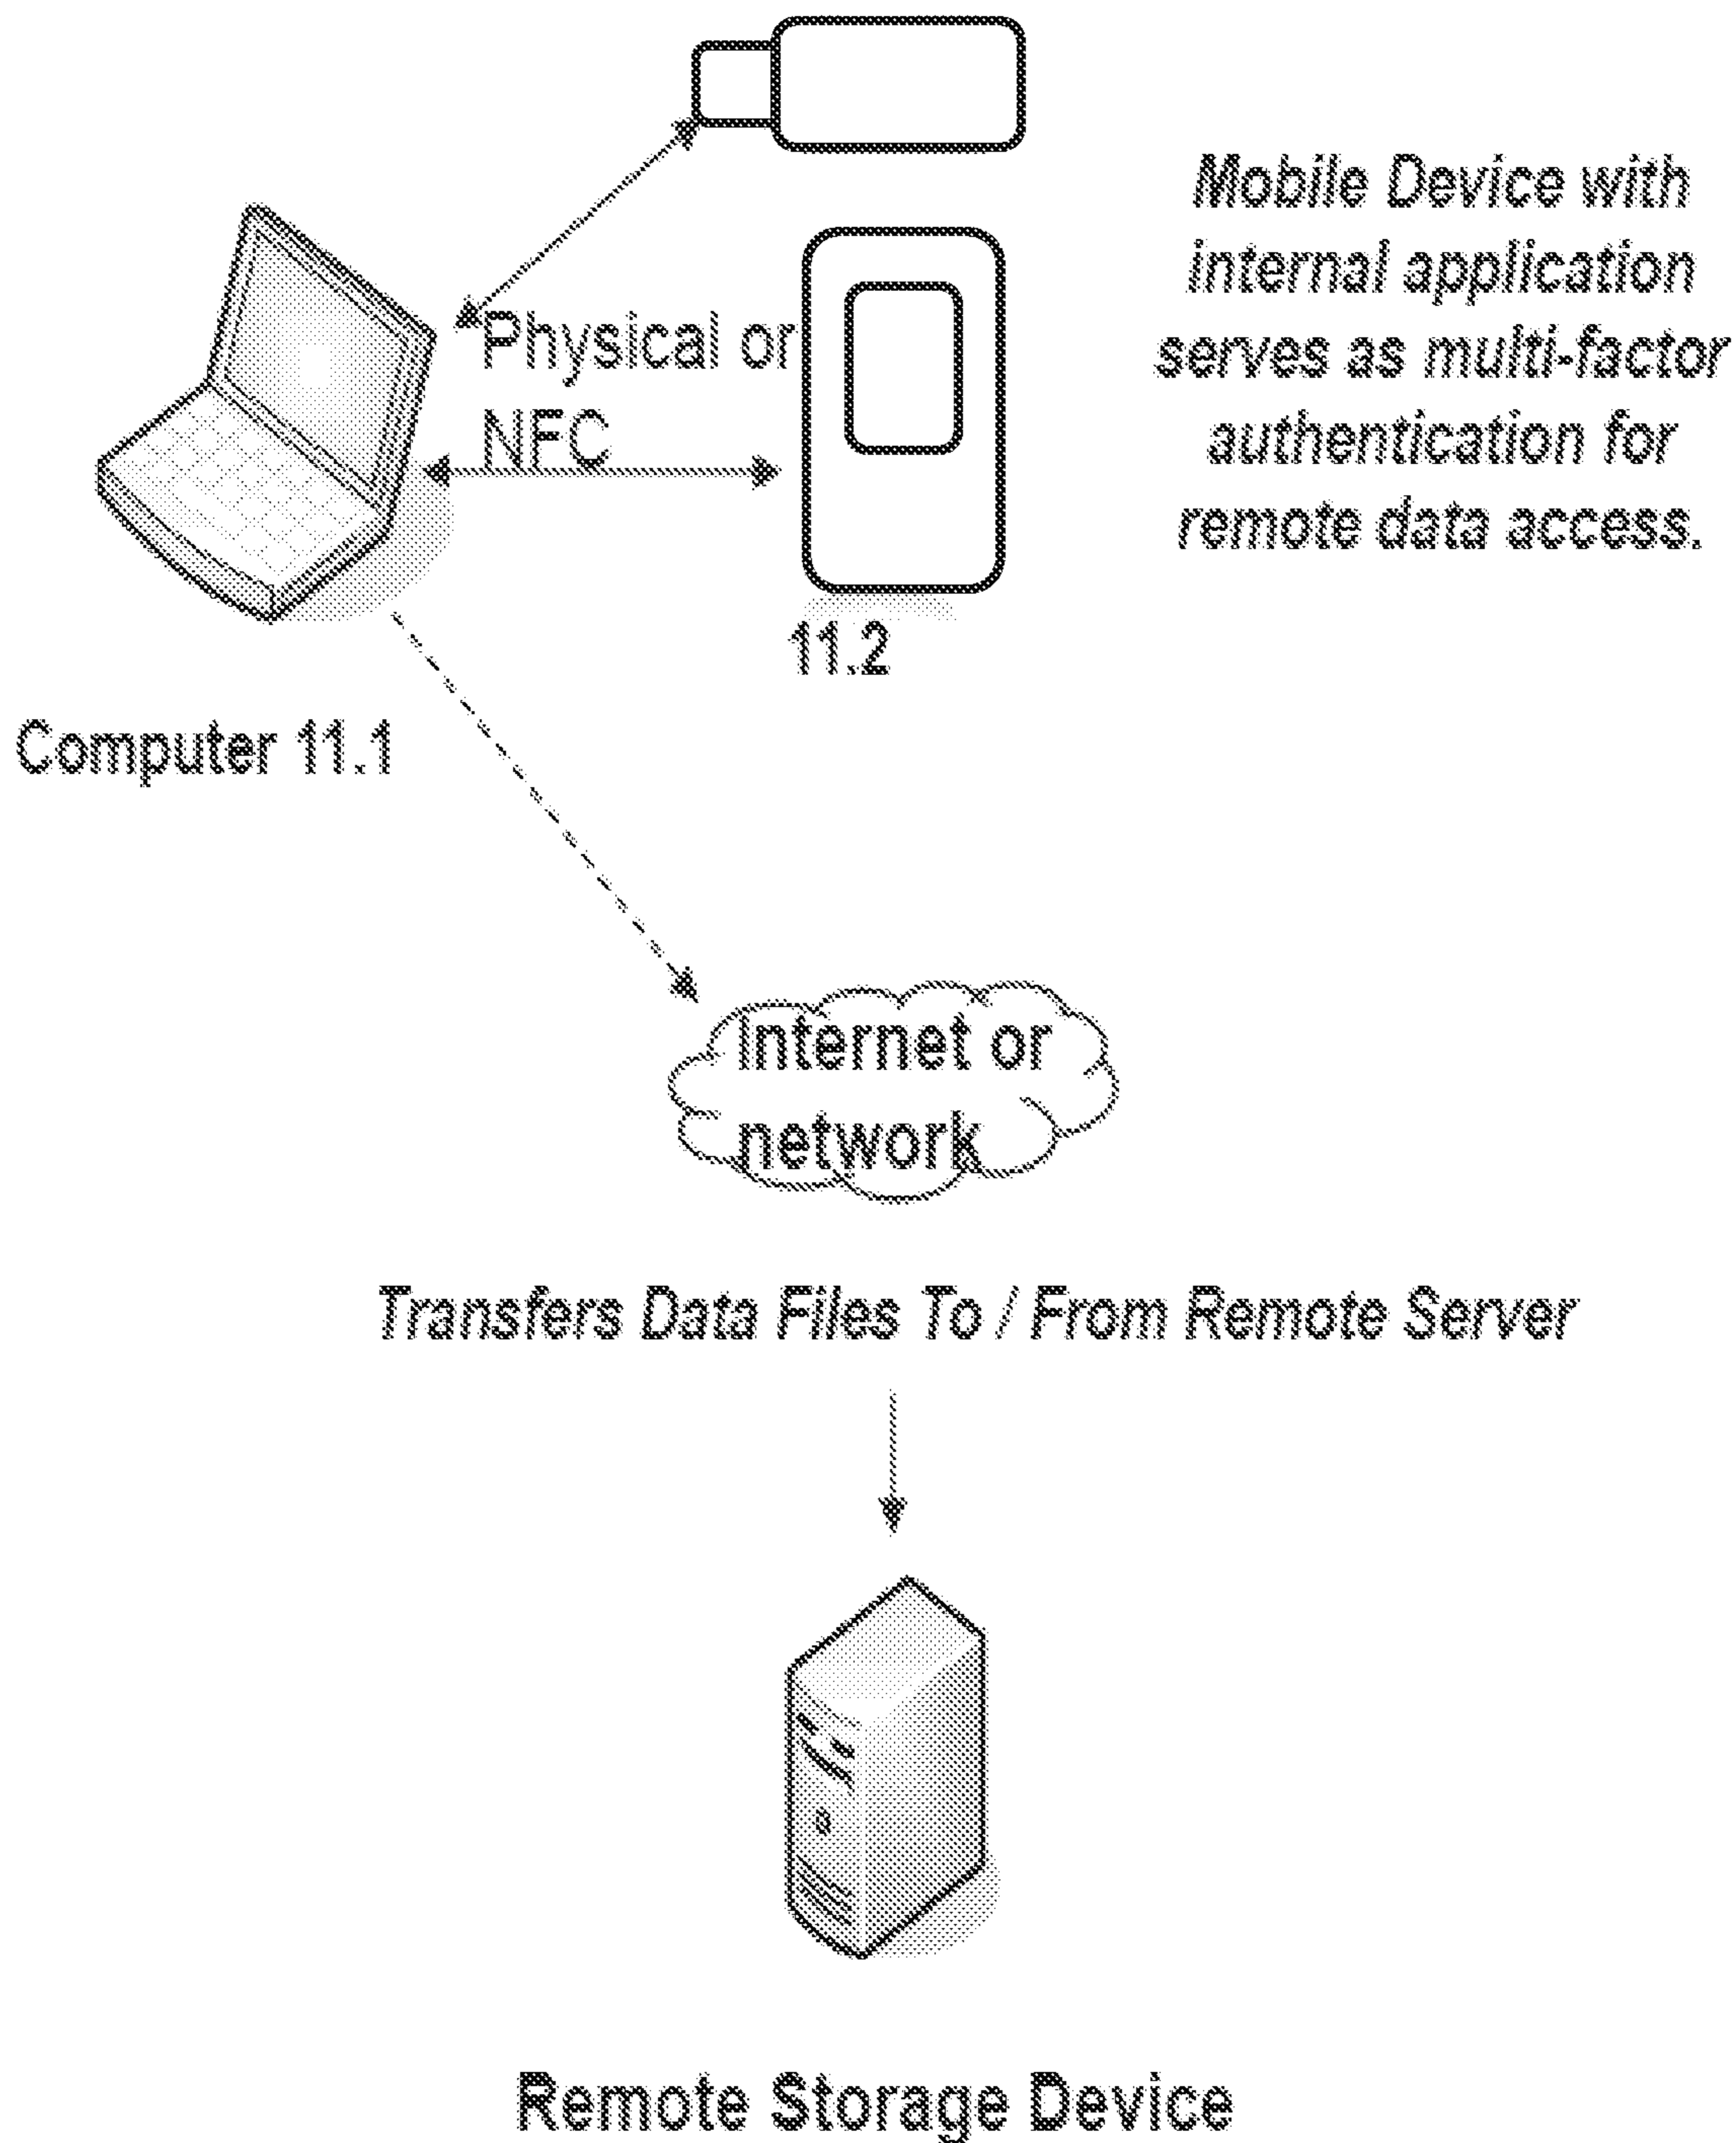 Mobile Device with
internal application
serves as multi-factor
authentication for
remote data access.
Physical or
NFC
11.2
Computer 11.1
Internet or
network
Transfers Data Files To / From Remote Server
Remote Storage Device